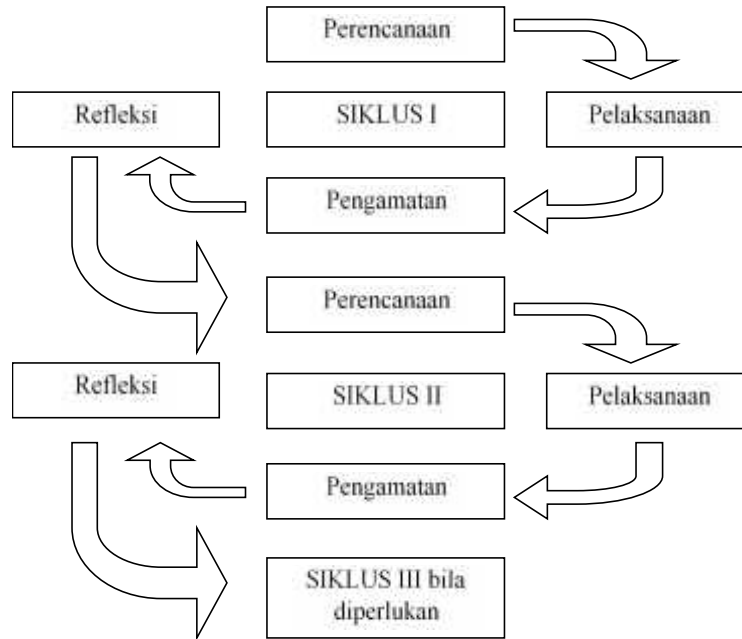 Perencanaan
Refleksi
SIKLUS I
Pelaksanaan
Pengamatan
Perencanaan
Refleksi
SIKLUS II
Pelaksanaan
Pengamatan
SIKLUS III bila
diperlukan